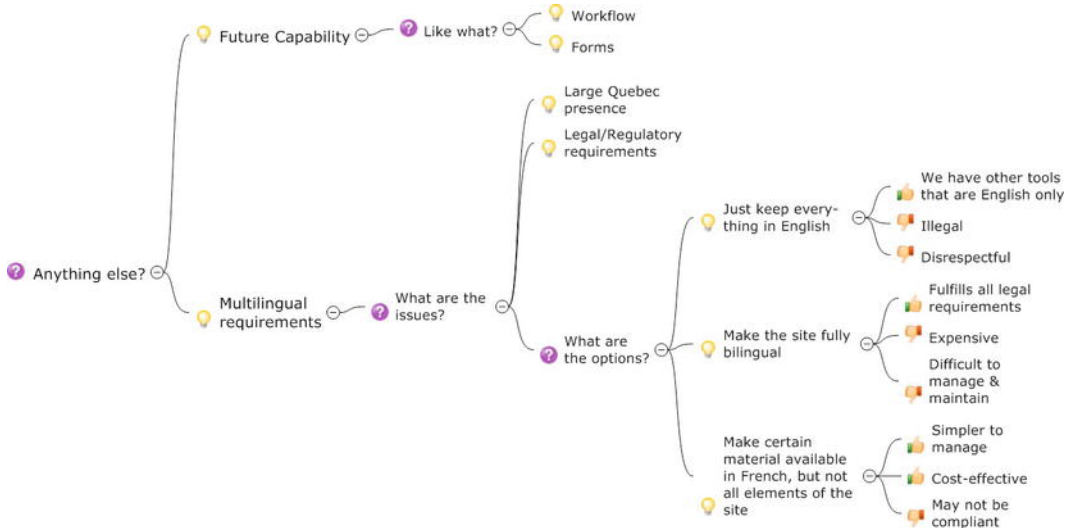 Anything else?
Future Capability
Like what?
Workflow
Forms
Multilingual
requirements
What are the
issues?
Large Quebec
presence
Legal/Regulatory
requirements
What are
the options?
Just keep every-
thing in English
We have other tools
that are English only
Illegal
Disrespectful
Make the site fully
bilingual
Fulfills all legal
requirements
Expensive
Difficult to
manage &
maintain
Make certain
material available
in French, but not
all elements of the
site
Simpler to
manage
Cost-effective
May not be
compliant